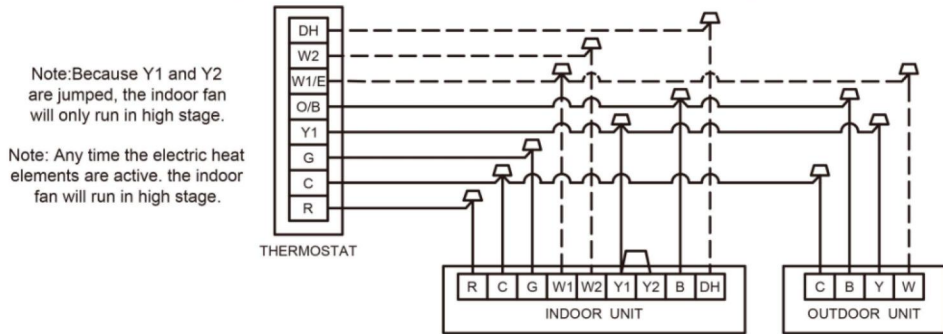 Note:Because Y1 and Y2
are jumped, the indoor fan
will only run in high stage.
Note: Any time the electric heat
elements are active. the indoor
fan will run in high stage.
DH
W2
W1/E
O/B
Y1
G
C
R
THERMOSTAT
R C G W1 W2 Y1 Y2 B DH
INDOOR UNIT
C B Y W
OUTDOOR UNIT